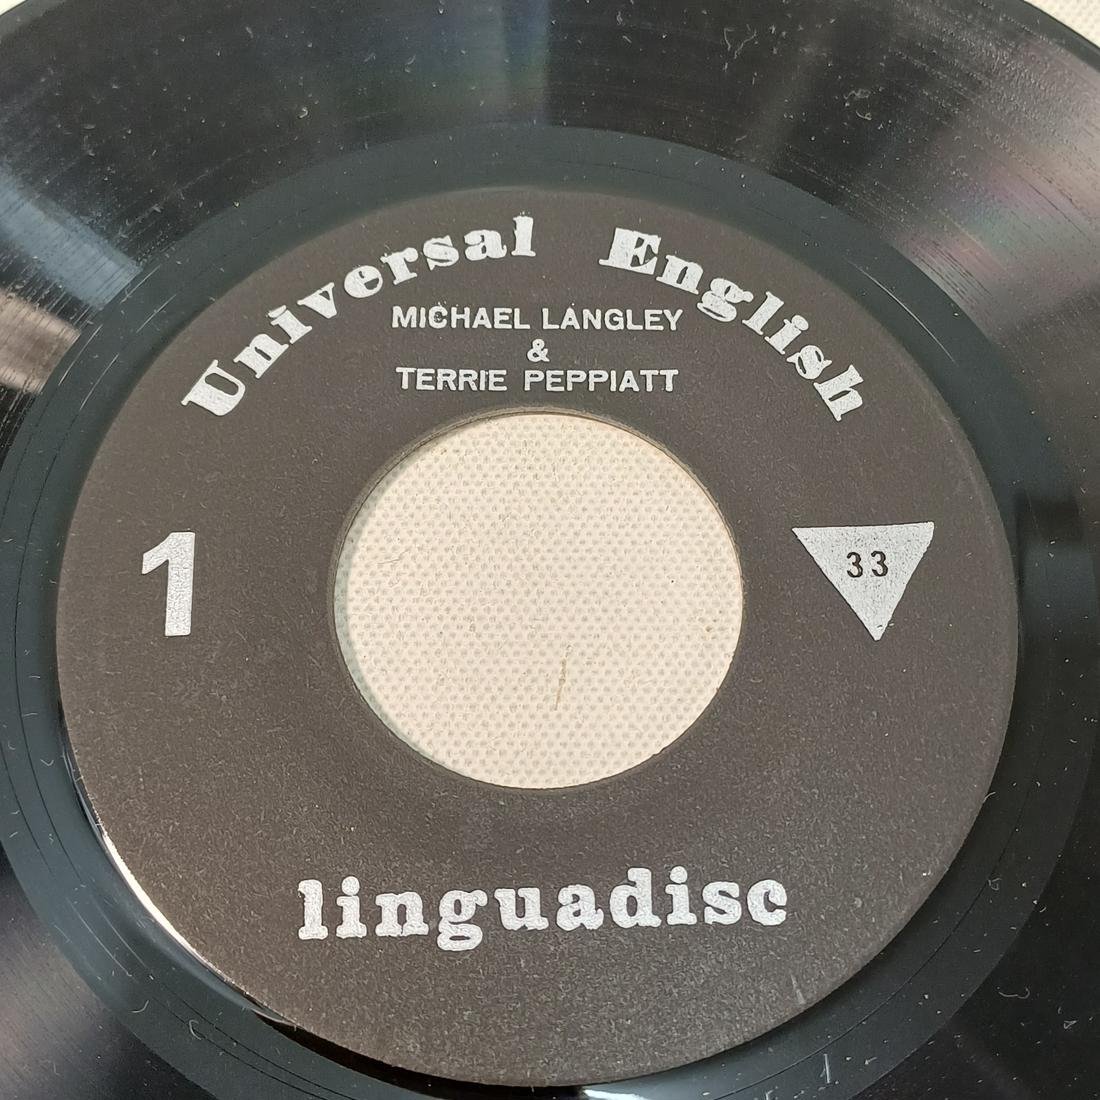 Universal English
MICHAEL LANGLEY
&
TERRIE PEPPIATT
1
33
linguadisc